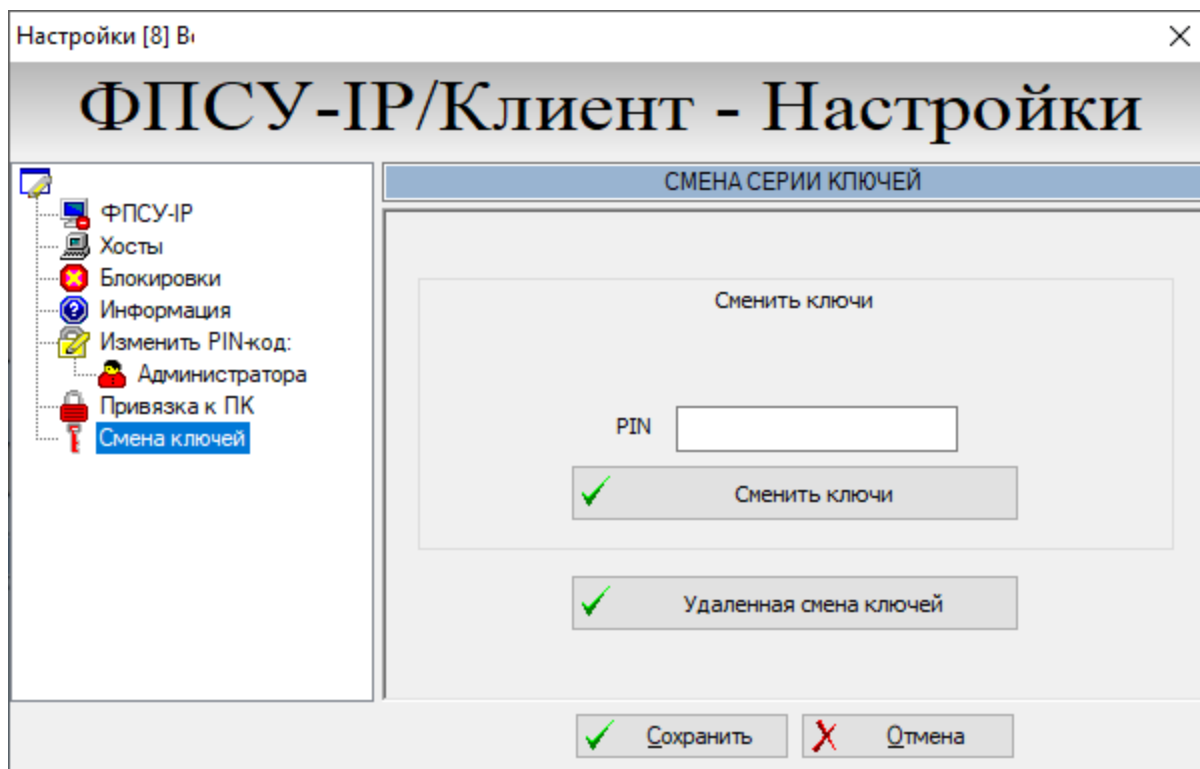 Настройки [8]
ФПСУ-IP/Клиент - Настройки
ФПСУ-IP
Хосты
Блокировки
Информация
Изменить PIN-код:
Администратора
Привязка к ПК
Смена ключей
СМЕНА СЕРИИ КЛЮЧЕЙ
Сменить ключи
PIN
Сменить ключи
Удаленная смена ключей
Сохранить
Отмена